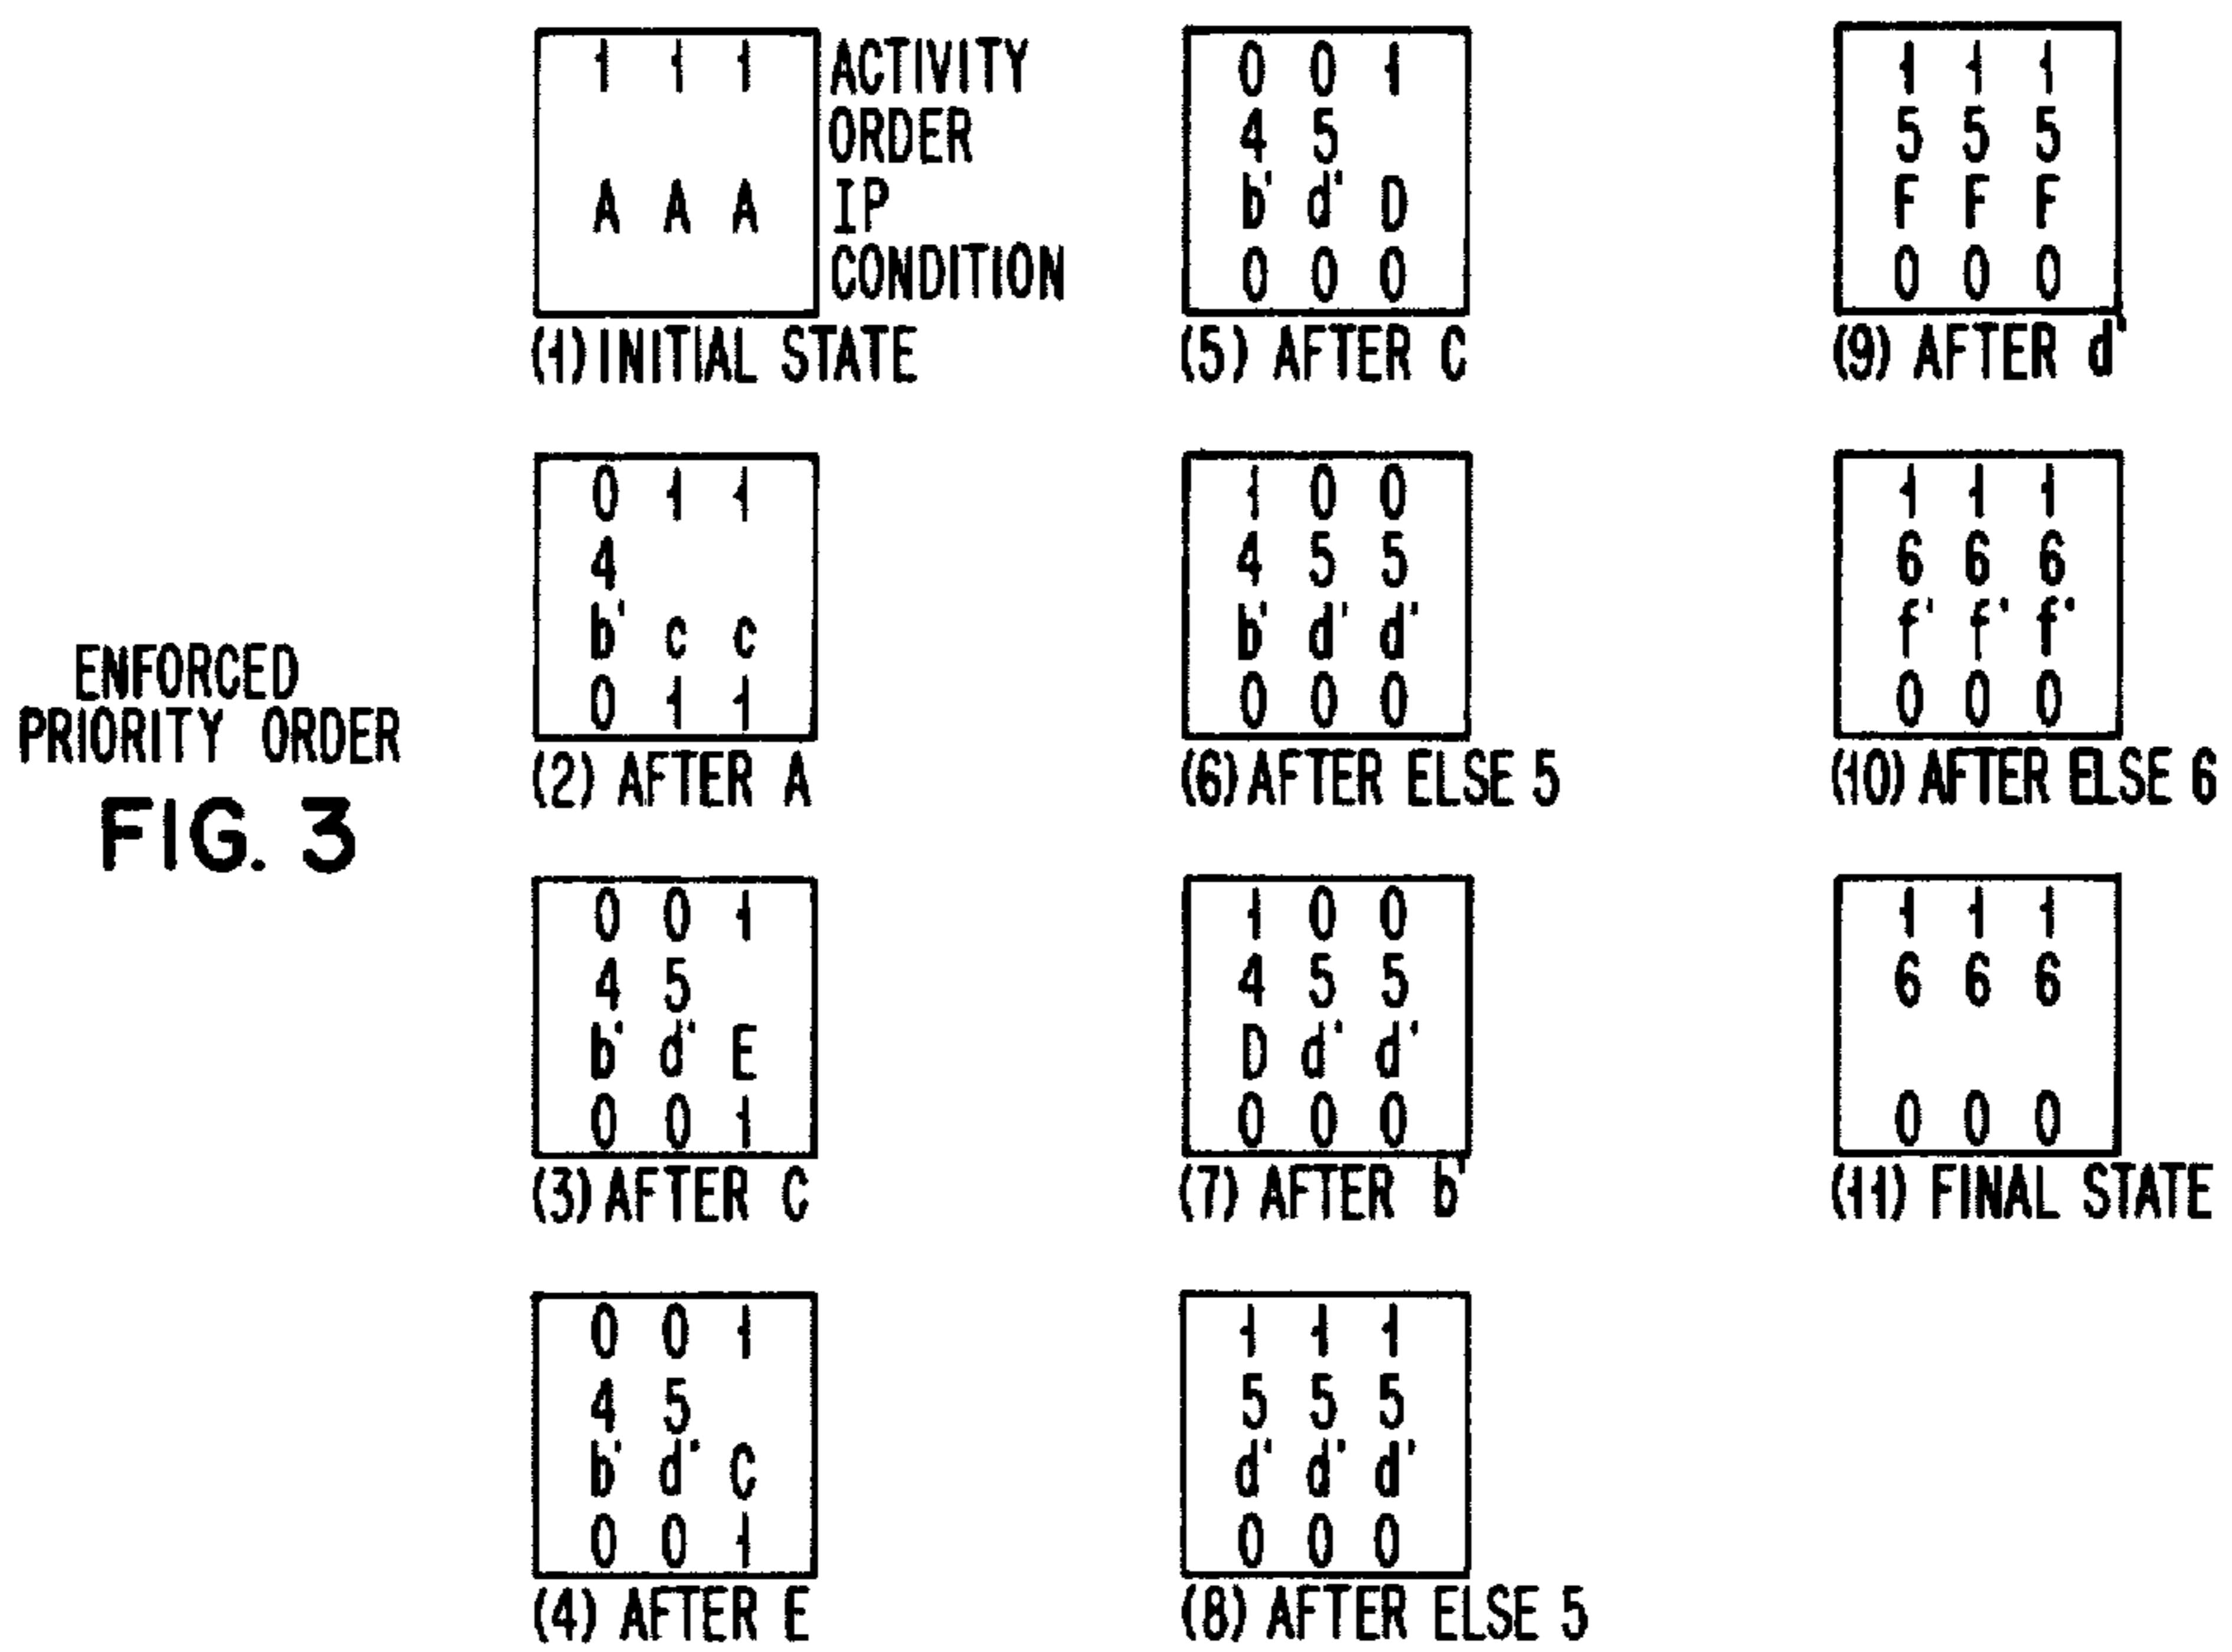 1 1 1 ACTIVITY
ORDER
A A A IP
CONDITION
(1) INITIAL STATE
0 1 1
4
b' c c
0 1 1
(2) AFTER A
0 0 1
4 5
b' d' E
0 0 1
(3) AFTER C
0 0 1
4 5
b' d' C
0 0 1
(4) AFTER E
0 0 1
4 5
b' d' D
0 0 0
(5) AFTER C
1 0 0
4 5 5
b' d' d'
0 0 0
(6) AFTER ELSE 5
1 0 0
4 5 5
D d' d'
0 0 0
(7) AFTER b'
1 1 1
5 5 5
d' d' d'
0 0 0
(8) AFTER ELSE 5
1 1 1
5 5 5
F F F
0 0 0
(9) AFTER d'
1 1 1
6 6 6
f' f' f'
0 0 0
(10) AFTER ELSE 6
1 1 1
6 6 6
0 0 0
(11) FINAL STATE
ENFORCED
PRIORITY ORDER
FIG. 3